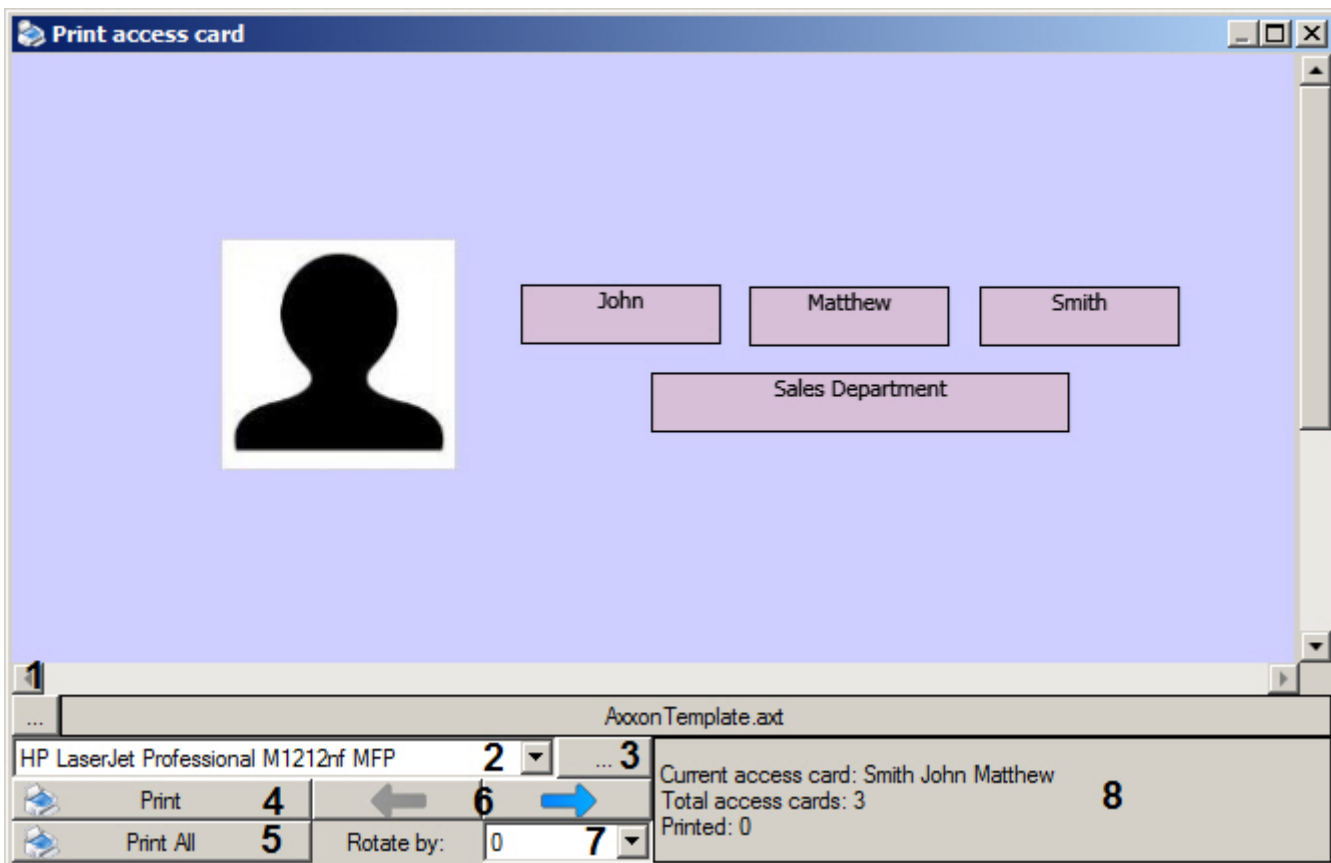 Print access card
John
Matthew
Smith
Sales Department
1
... AxxonTemplate.axt
HP LaserJet Professional M1212nf MFP 2 ... 3
Print 4 6
Print All 5 Rotate by: 0 7
Current access card: Smith John Matthew
Total access cards: 3
Printed: 0
8